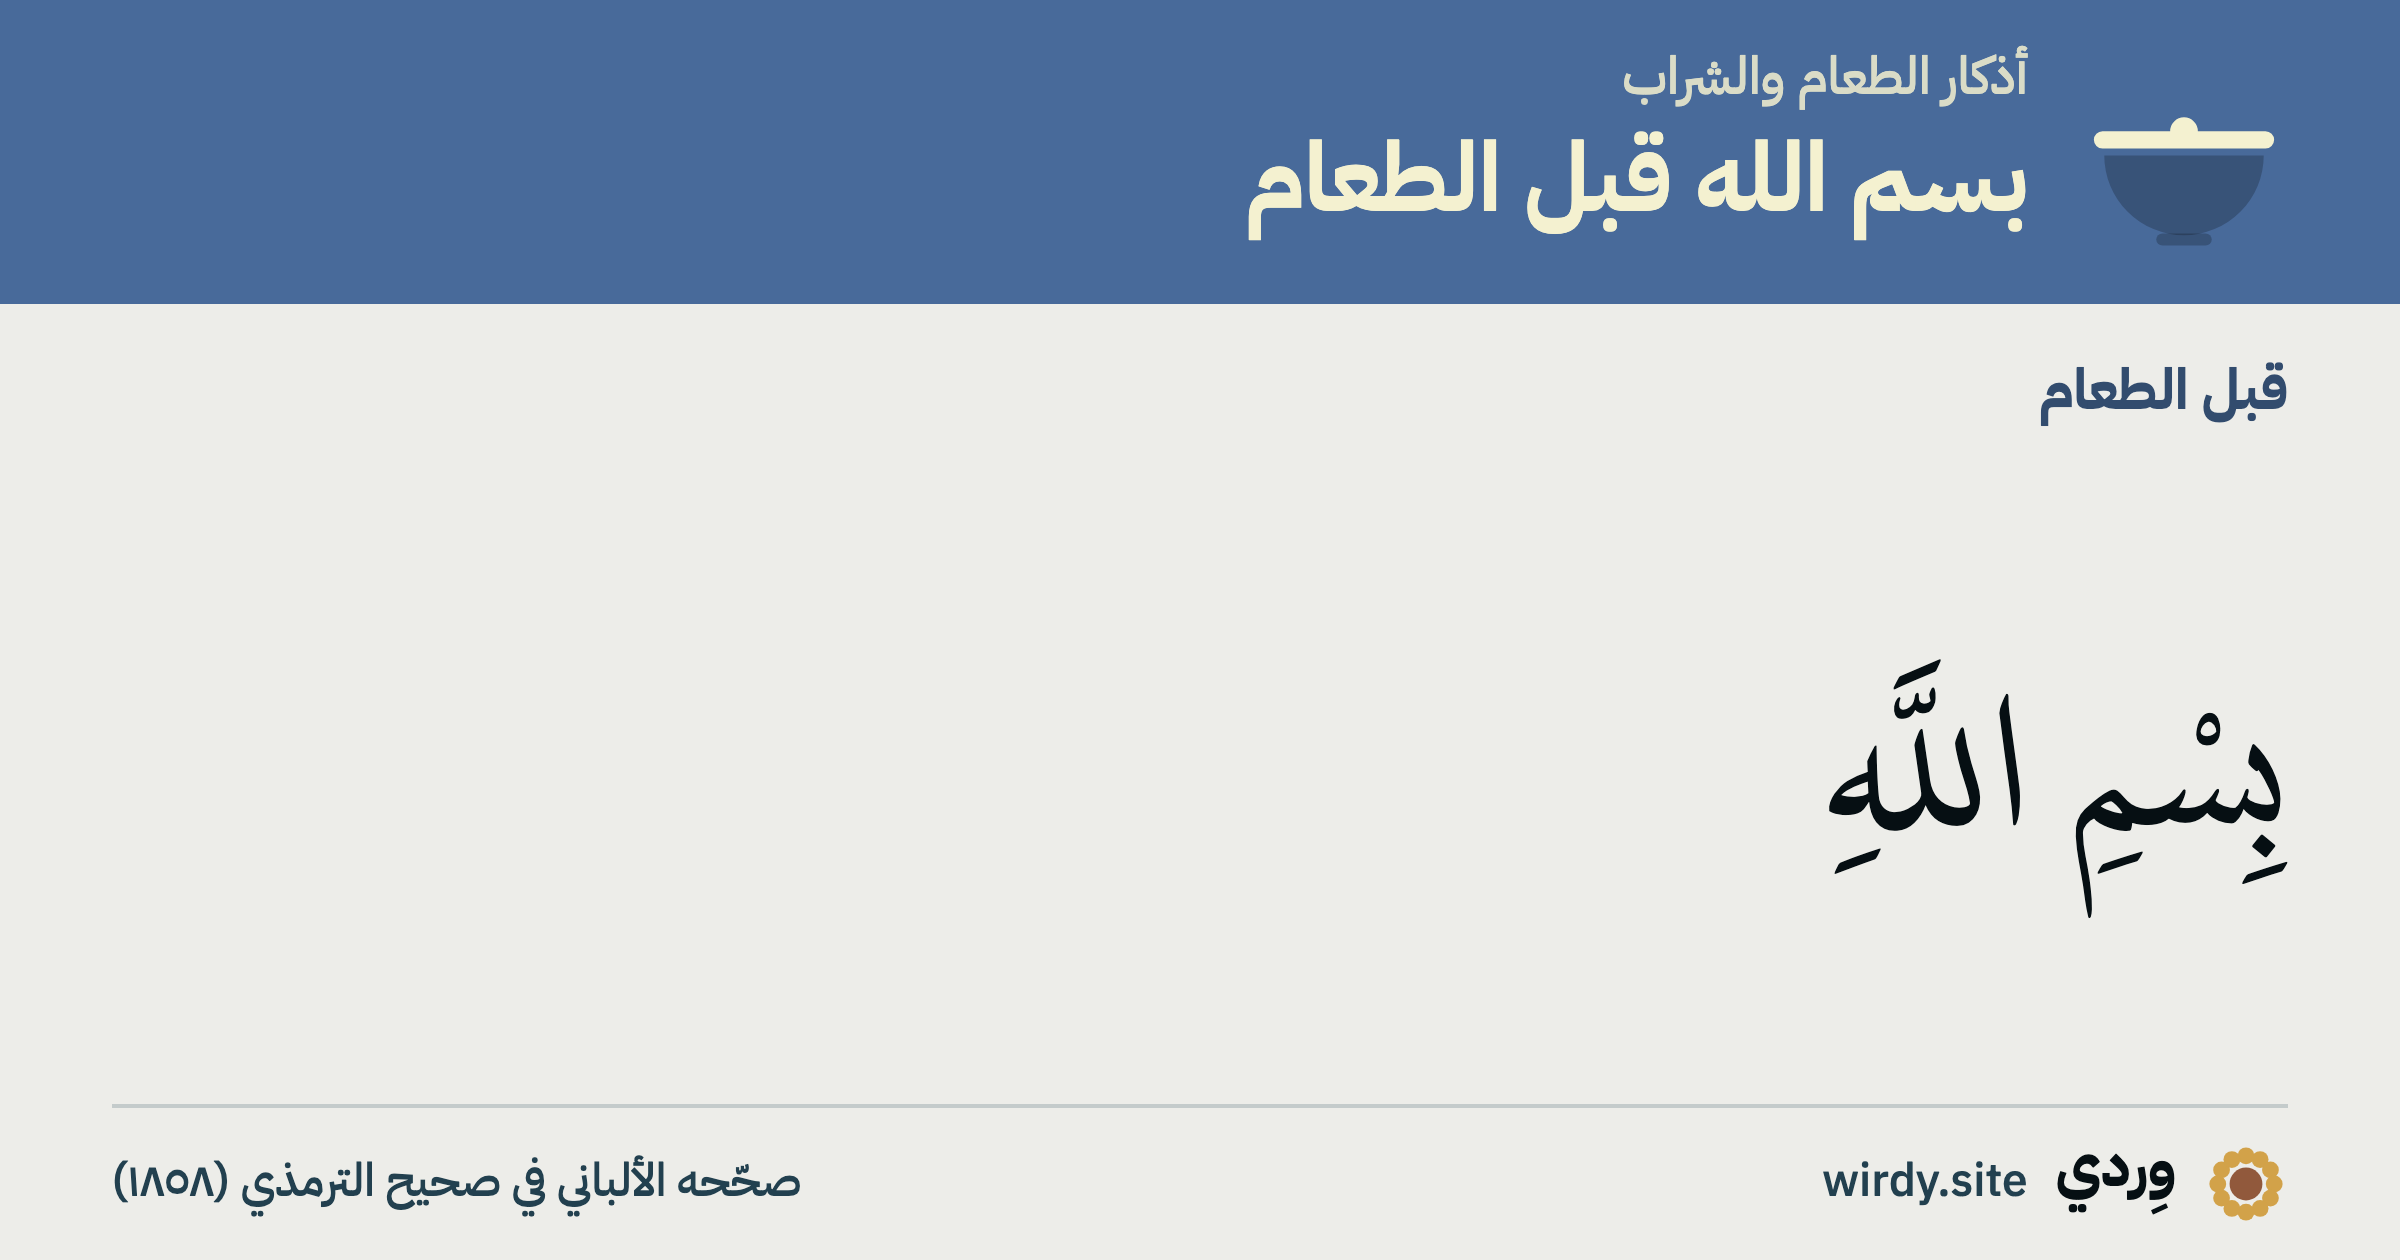 أذكار الطعام والشراب
بسم الله قبل الطعام
قبل الطعام
بِسْمِ اللَّهِ
وِردي wirdy.site
صحّحه الألباني في صحيح الترمذي (١٨٥٨)